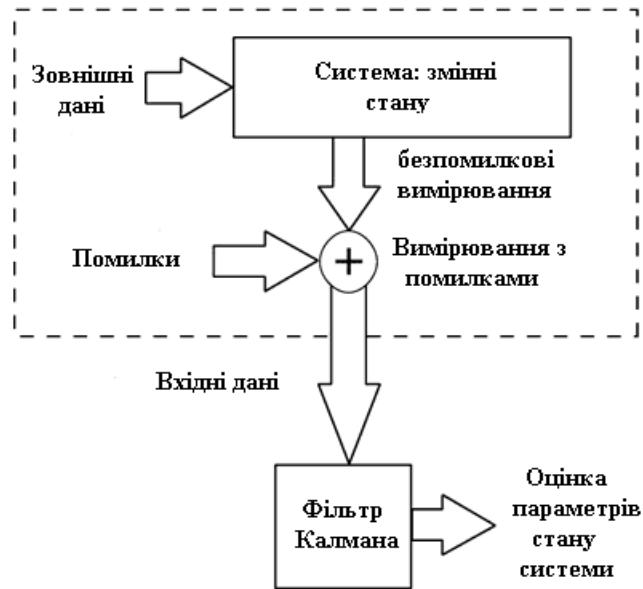 Зовнішні
дані
Система: змінні
стану
безпомилкові
вимірювання
Помилки
+
Вимірювання з
помилками
Вхідні дані
Фільтр
Калмана
Оцінка
параметрів
стану
системи